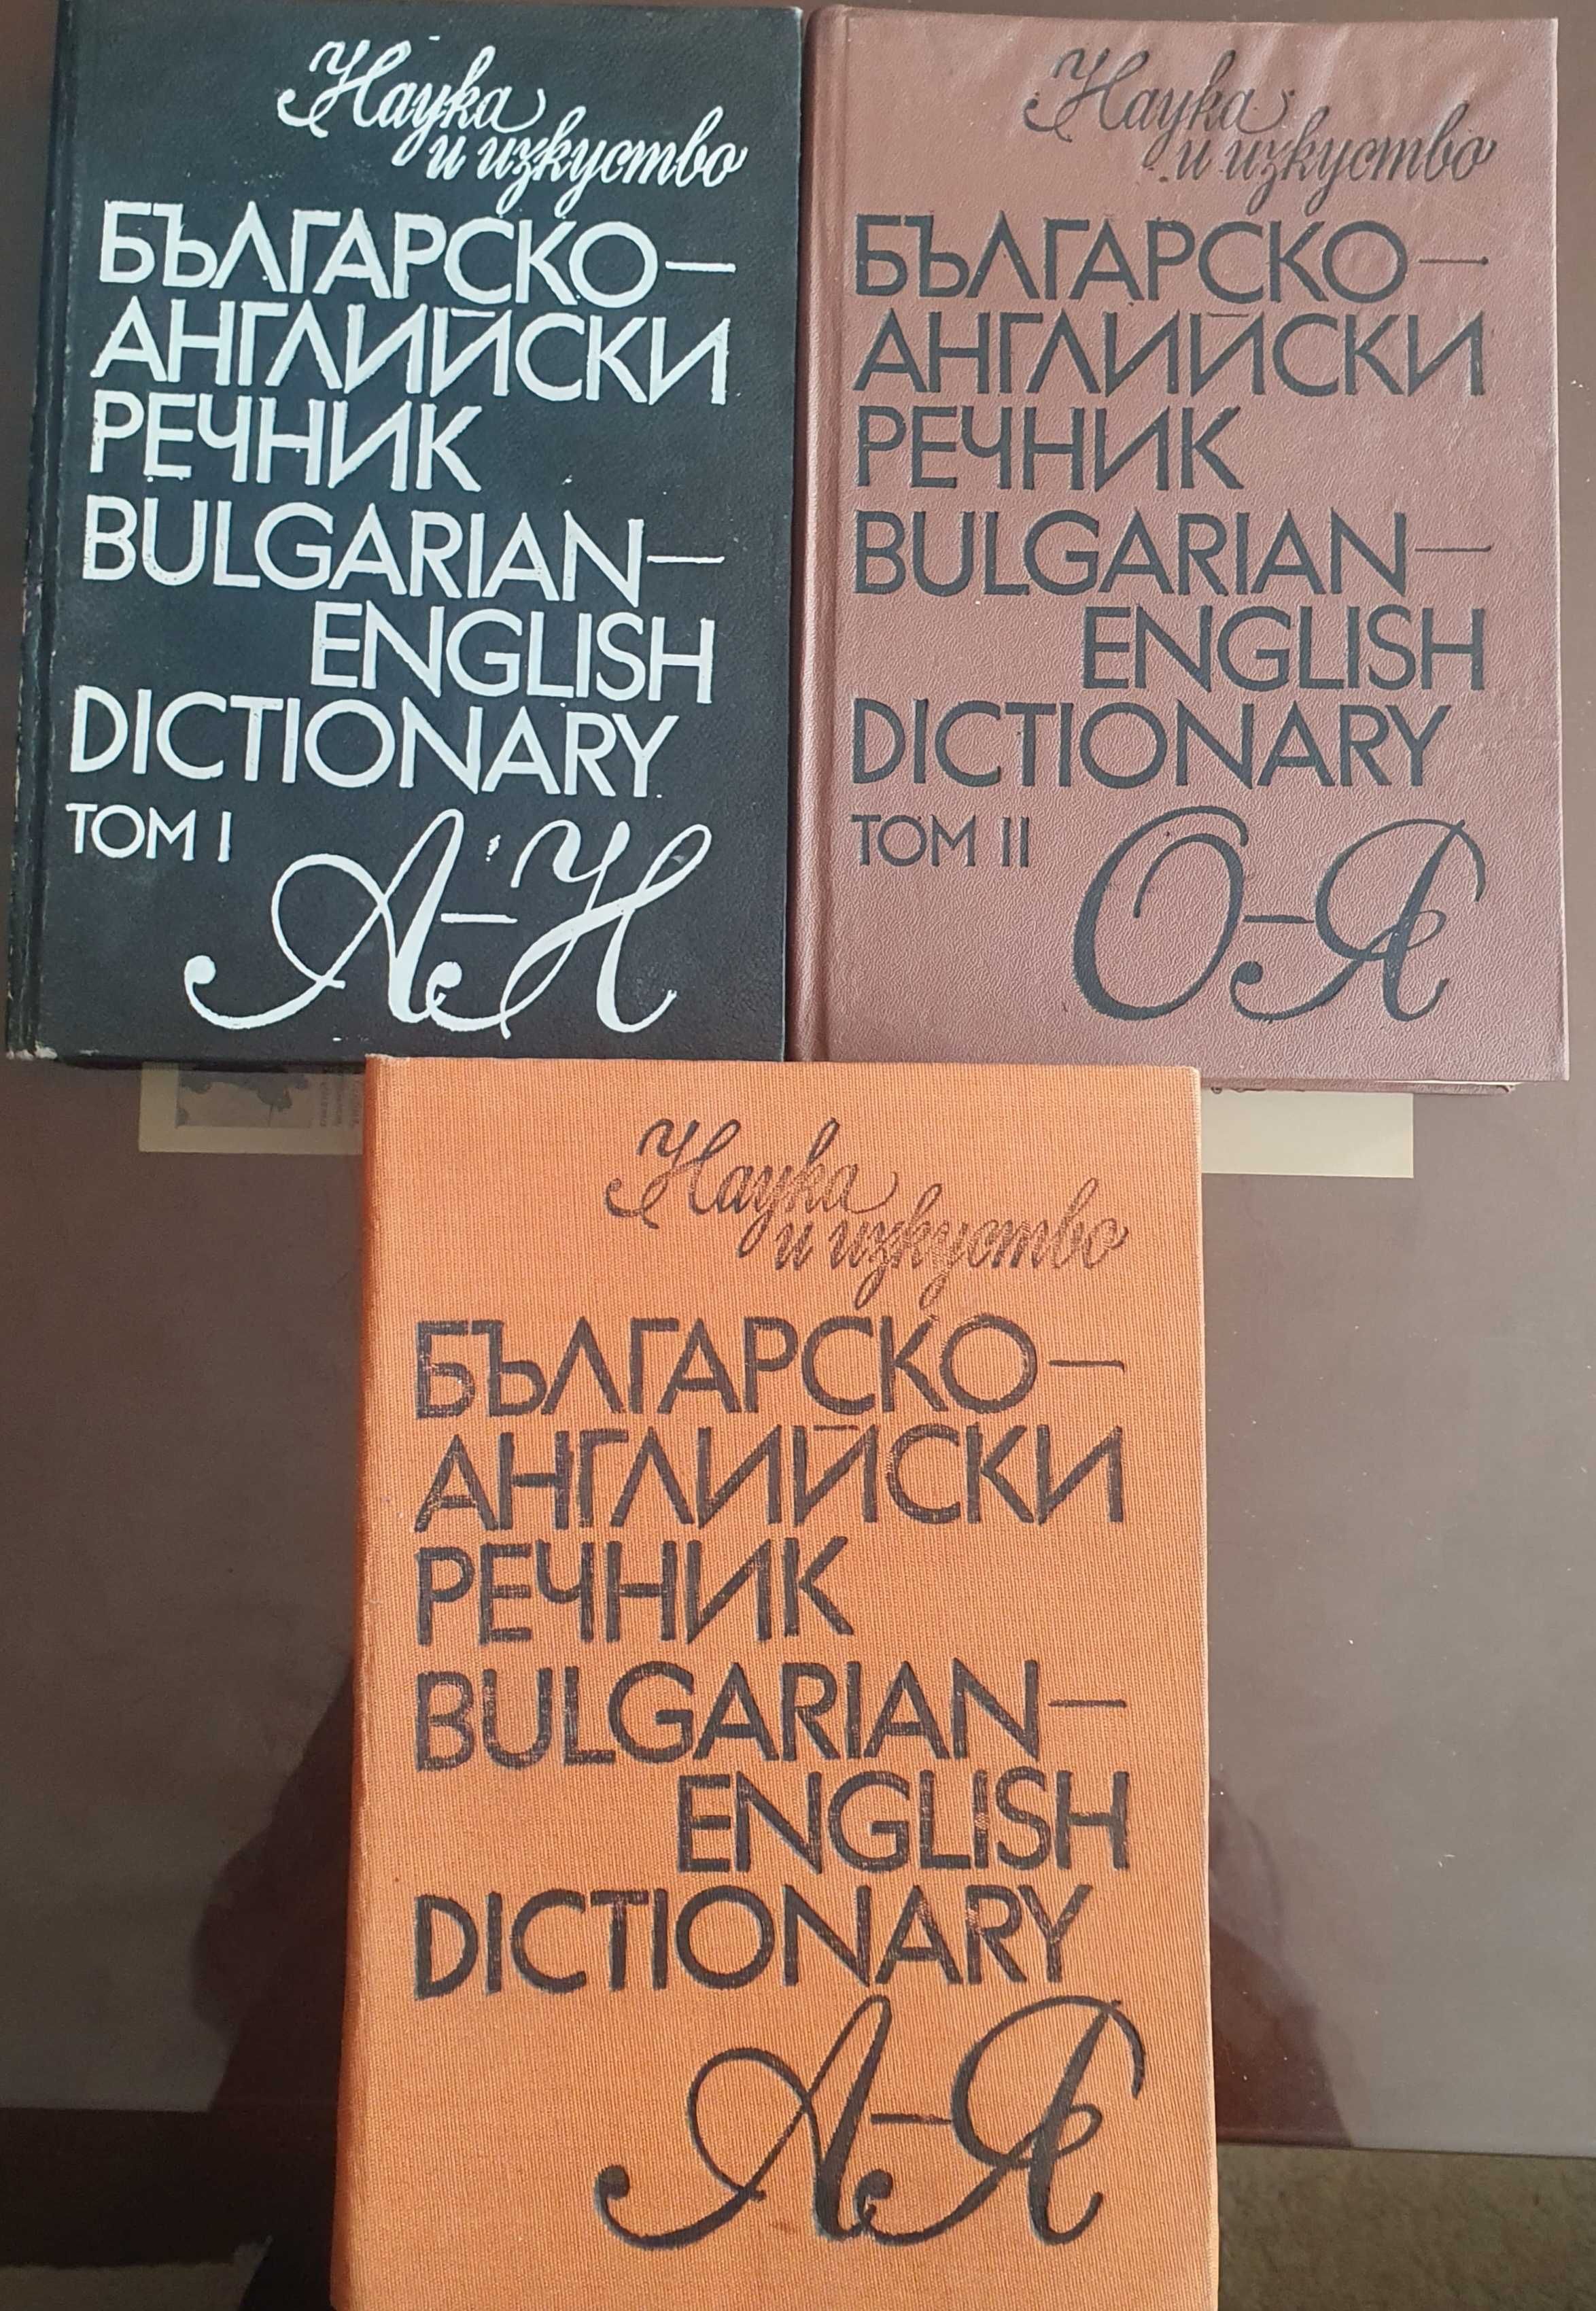 Наука
и изкуство
БЪЛГАРСКО—
АНГЛИЙСКИ
РЕЧНИК
BULGARIAN—
ENGLISH
DICTIONARY
ТОМ I
А–Н
Наука
и изкуство
БЪЛГАРСКО—
АНГЛИЙСКИ
РЕЧНИК
BULGARIAN—
ENGLISH
DICTIONARY
ТОМ II
О–Я
Наука
и изкуство
БЪЛГАРСКО—
АНГЛИЙСКИ
РЕЧНИК
BULGARIAN—
ENGLISH
DICTIONARY
А–Я